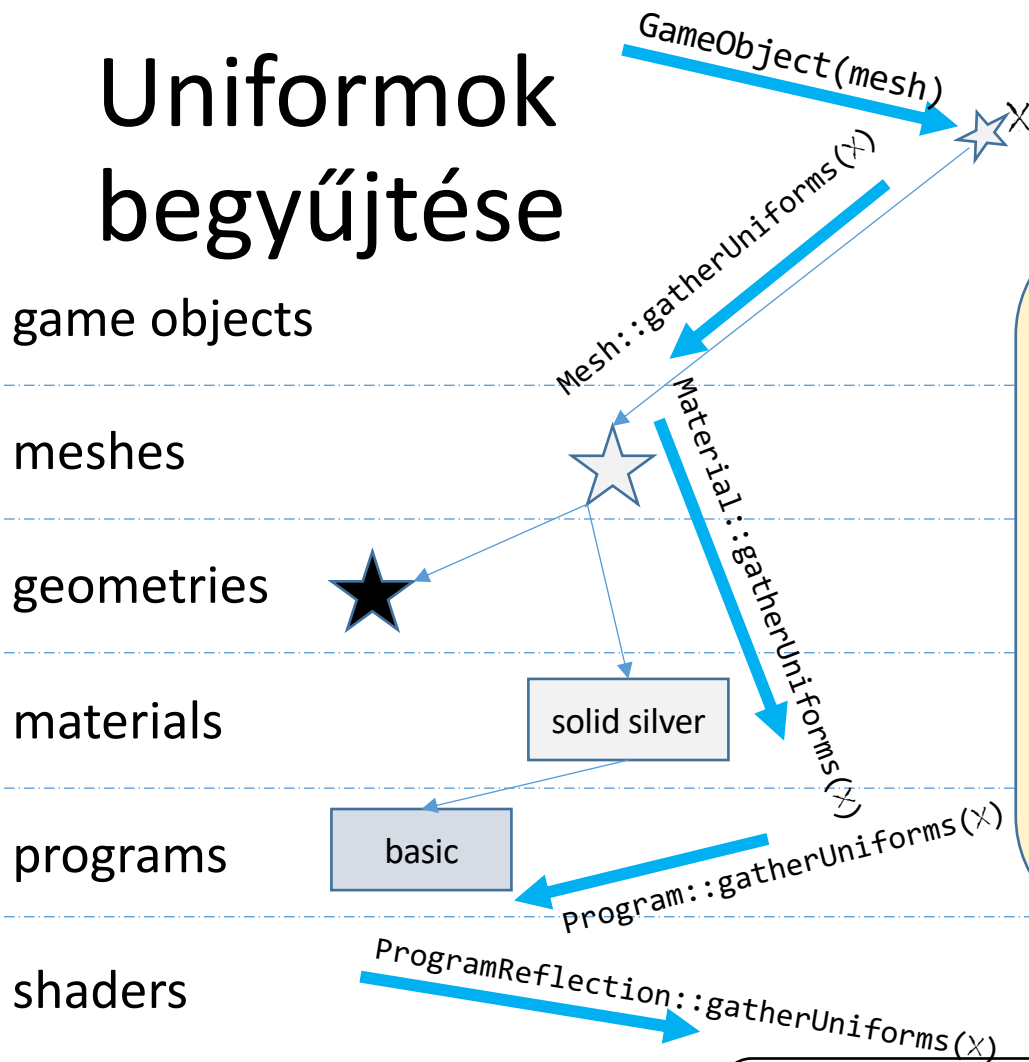 Uniformok
begyűjtése
GameObject(mesh)
X
Mesh::gatherUniforms(X)
game objects
Material::gatherUniforms(X)
meshes
geometries
materials
solid silver
programs
basic
Program::gatherUniforms(X)
shaders
ProgramReflection::gatherUniforms(X)